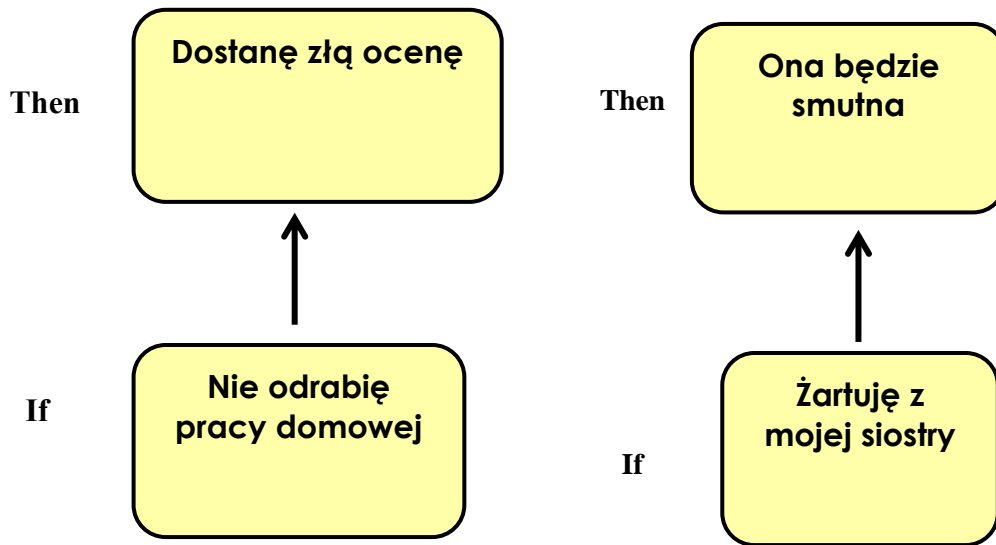 Then
Dostanę złą ocenę
If
Nie odrabię
pracy domowej
Then
Ona będzie
smutna
If
Żartuję z
mojej siostry